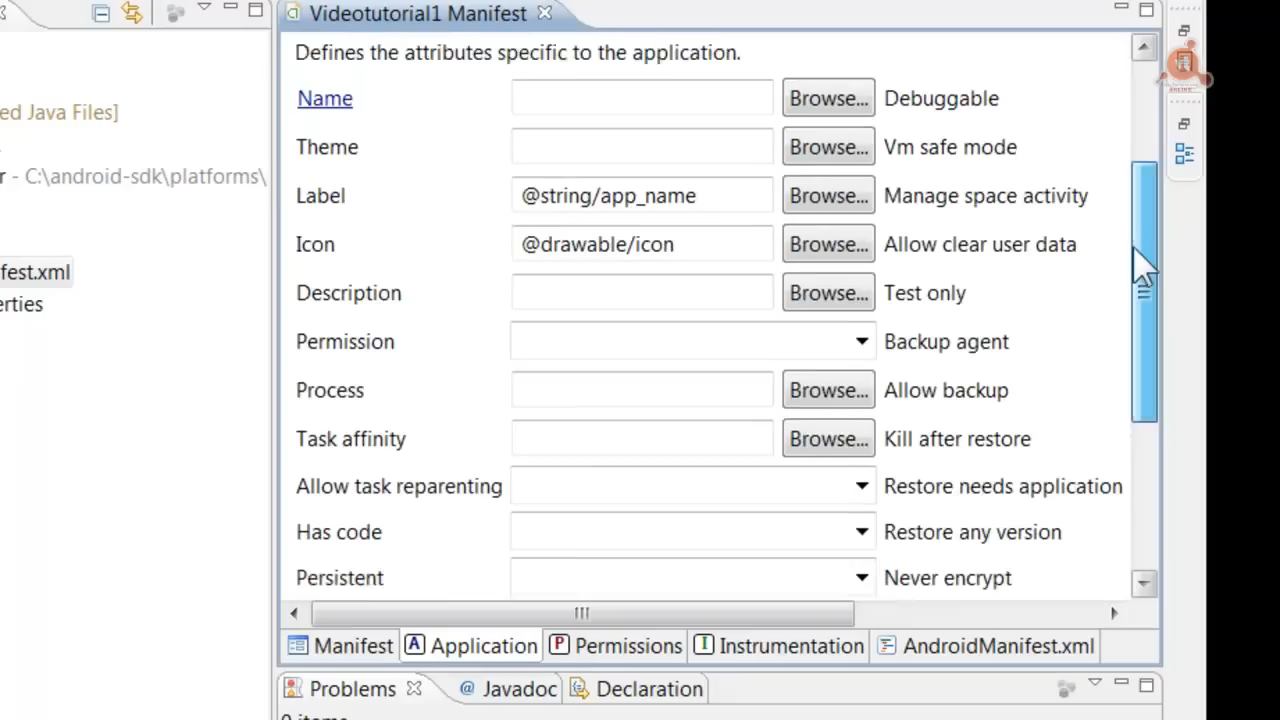 Videotutorial1 Manifest
Defines the attributes specific to the application.
ed Java Files]
r - C:\android-sdk\platforms\
fest.xml
erties
Name Browse... Debuggable
Theme Browse... Vm safe mode
Label @string/app_name Browse... Manage space activity
Icon @drawable/icon Browse... Allow clear user data
Description Browse... Test only
Permission Backup agent
Process Browse... Allow backup
Task affinity Browse... Kill after restore
Allow task reparenting Restore needs application
Has code Restore any version
Persistent Never encrypt
Manifest A Application P Permissions I Instrumentation AndroidManifest.xml
Problems @ Javadoc Declaration
0 items